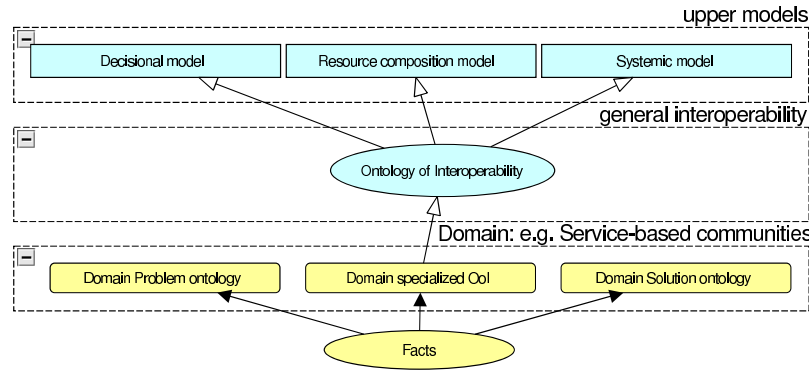 upper models
Decisional model
Resource composition model
Systemic model
general interoperability
Ontology of Interoperability
Domain: e.g. Service-based communities
Domain Problem ontology
Domain specialized OoI
Domain Solution ontology
Facts